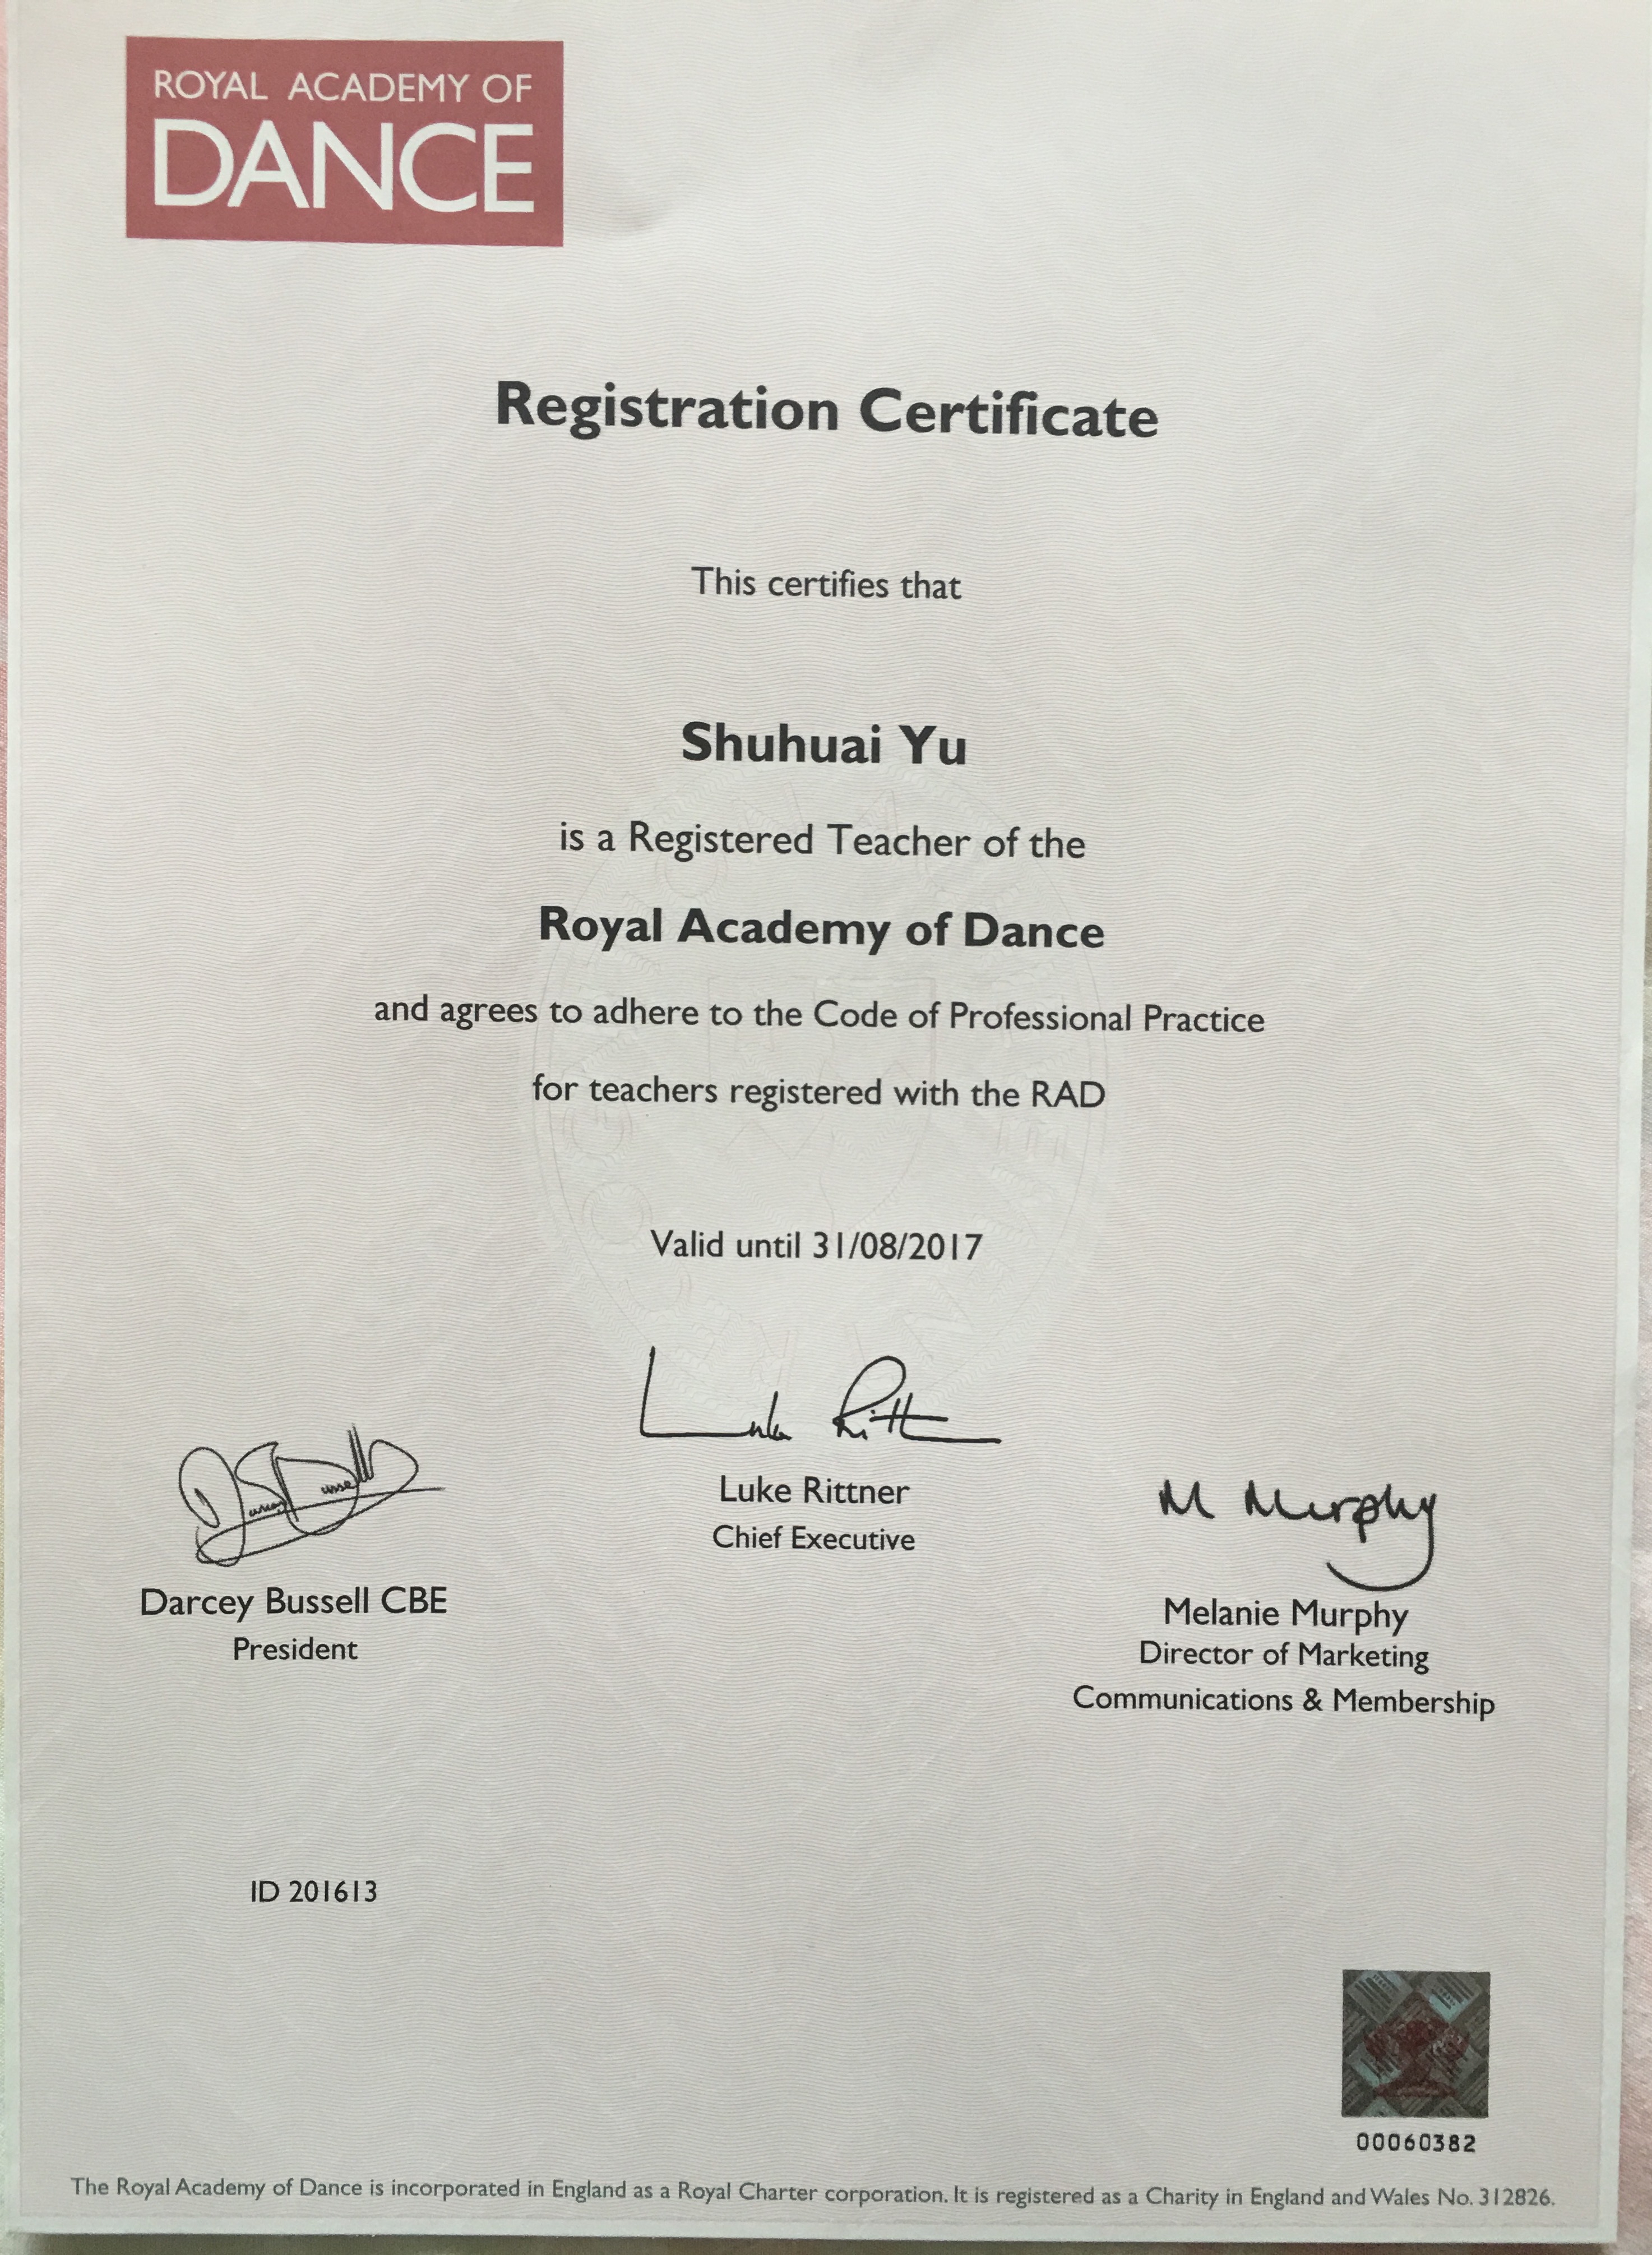 ROYAL ACADEMY OF
DANCE
Registration Certificate
This certifies that
Shuhuai Yu
is a Registered Teacher of the
Royal Academy of Dance
and agrees to adhere to the Code of Professional Practice
for teachers registered with the RAD
Valid until 31/08/2017
Luke Rittner
Chief Executive
Darcey Bussell CBE
President
M Murphy
Melanie Murphy
Director of Marketing
Communications & Membership
ID 201613
00060382
The Royal Academy of Dance is incorporated in England as a Royal Charter corporation. It is registered as a Charity in England and Wales No. 312826.